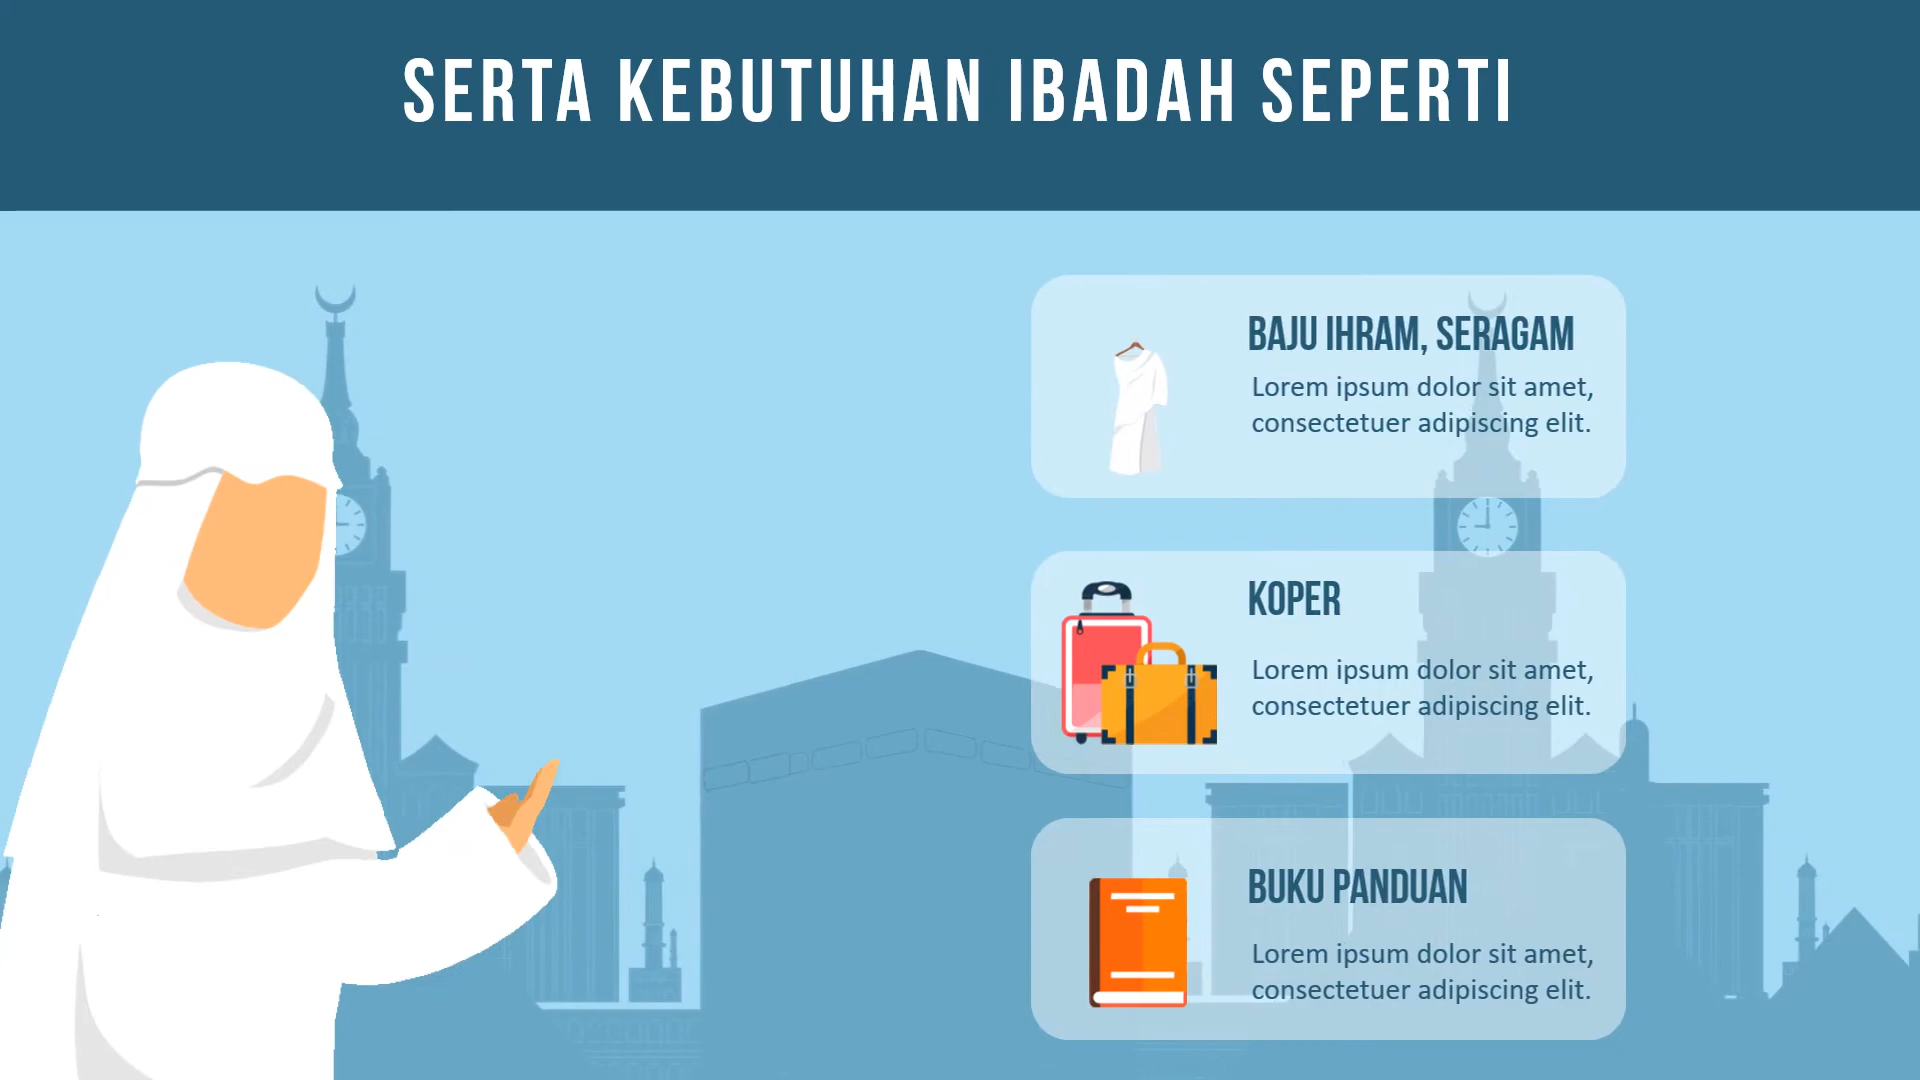 SERTA KEBUTUHAN IBADAH SEPERTI
BAJU IHRAM, SERAGAM
Lorem ipsum dolor sit amet,
consectetuer adipiscing elit.
KOPER
Lorem ipsum dolor sit amet,
consectetuer adipiscing elit.
BUKU PANDUAN
Lorem ipsum dolor sit amet,
consectetuer adipiscing elit.